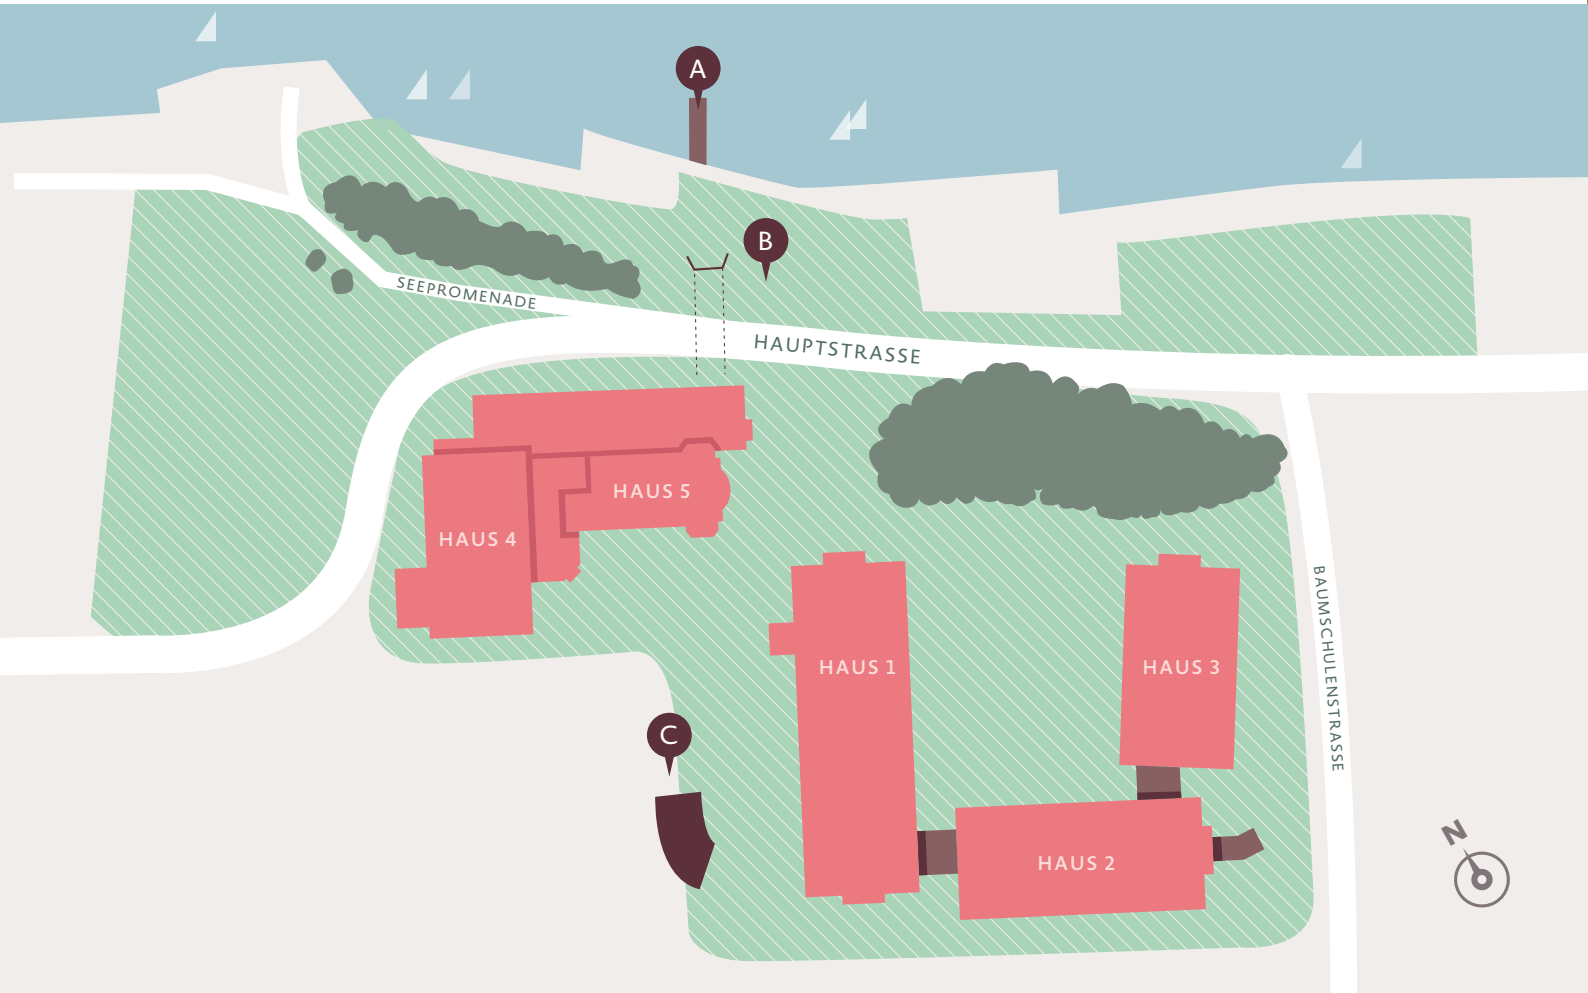 A
B
SEEPROMENADE
HAUPTSTRASSE
HAUS 5
HAUS 4
BAUMSCHULENSTRASSE
HAUS 1
HAUS 3
C
N
HAUS 2